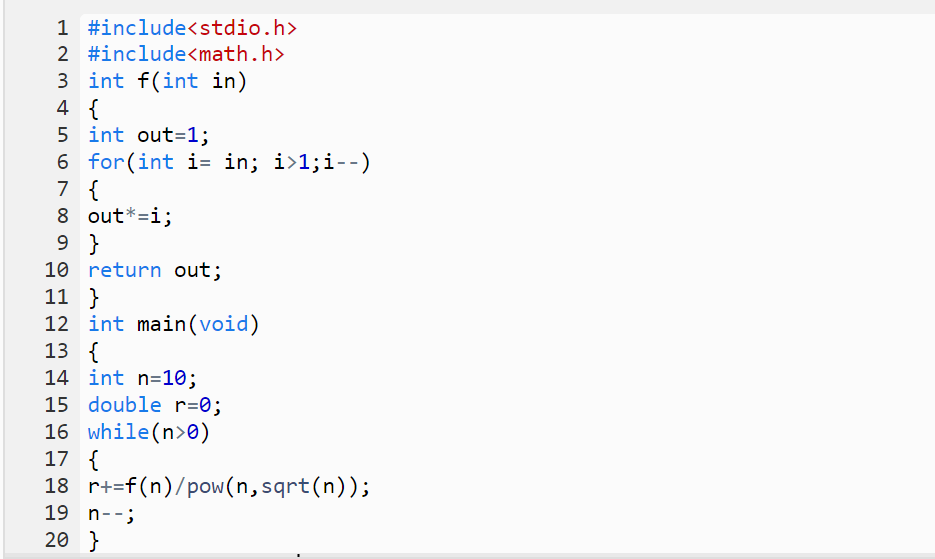 1 #include<stdio.h>
2 #include<math.h>
3 int f(int in)
4 {
5 int out=1;
6 for(int i= in; i>1;i--)
7 {
8 out*=i;
9 }
10 return out;
11 }
12 int main(void)
13 {
14 int n=10;
15 double r=0;
16 while(n>0)
17 {
18 r+=f(n)/pow(n,sqrt(n));
19 n--;
20 }